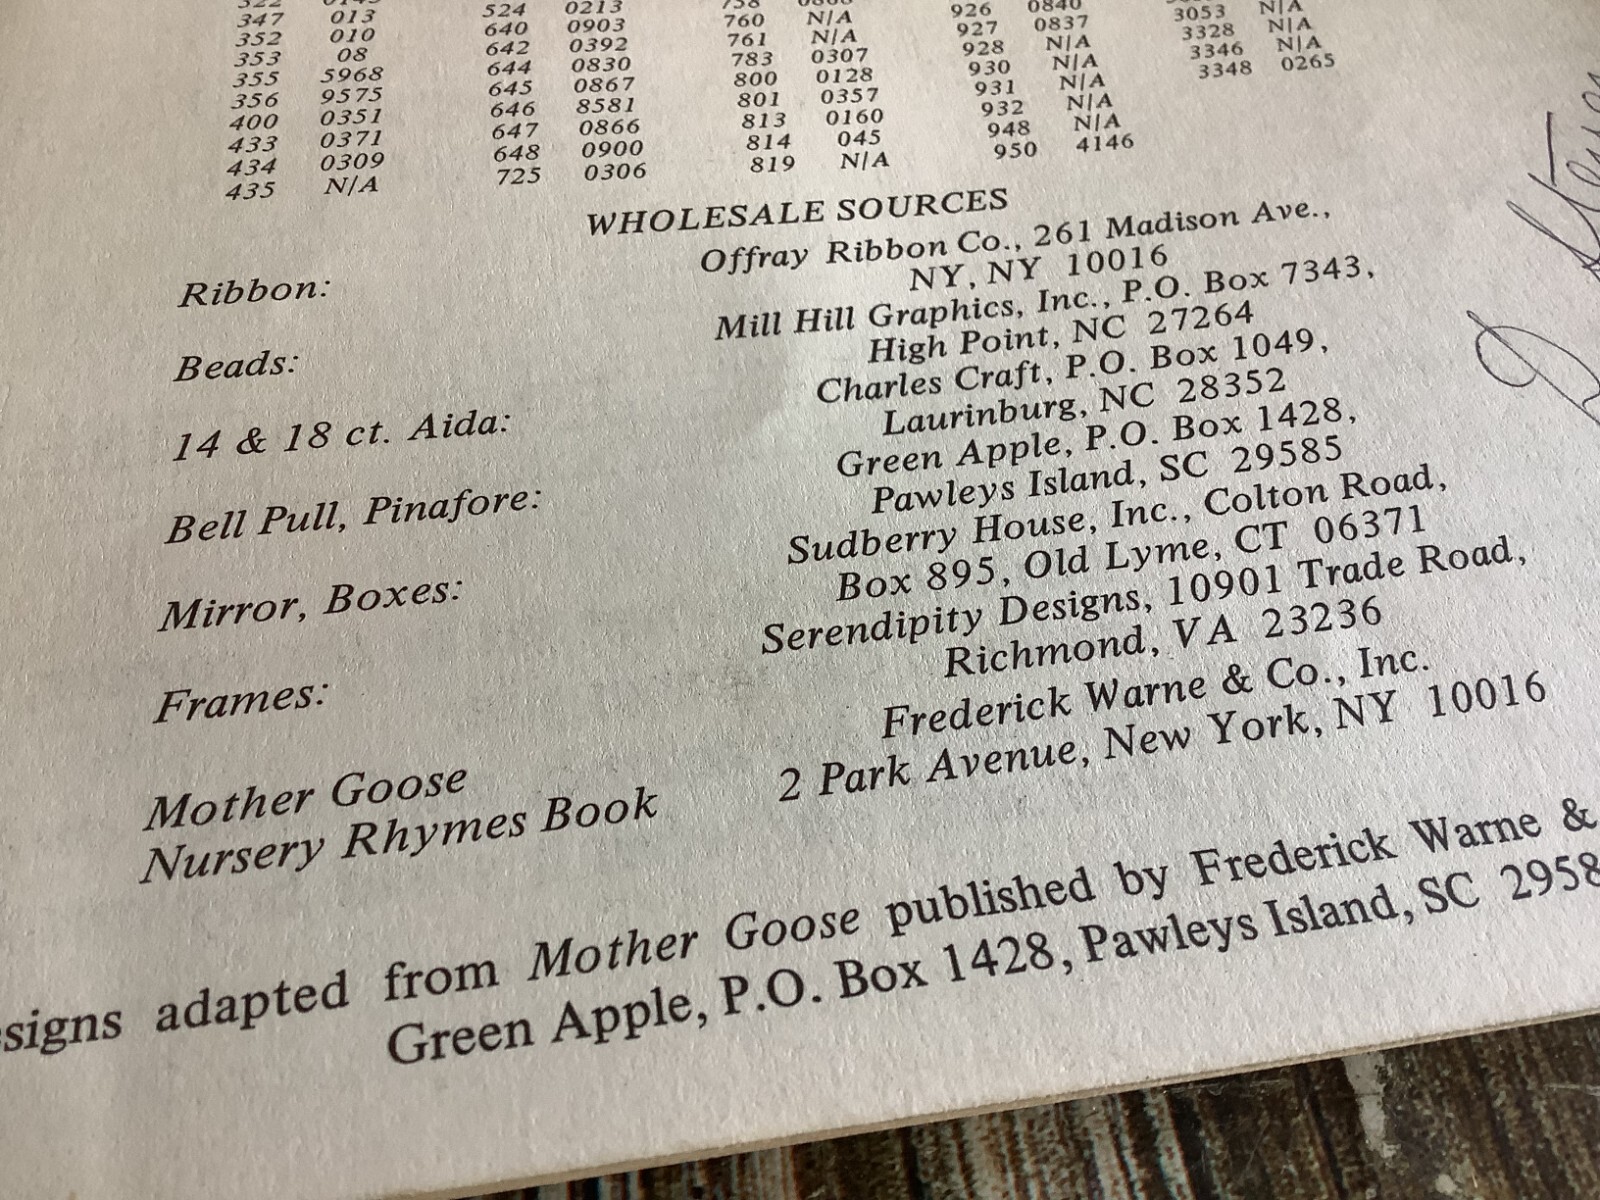 347 013 524 0213
352 010 640 0903 760 N/A 926 0840
353 08 642 0392 761 N/A 927 0837 3053 N/A
355 5968 644 0830 783 0307 928 N/A 3328 N/A
356 9575 645 0867 800 0128 930 N/A 3346 N/A
400 0351 646 8581 801 0357 931 N/A 3348 0265
433 0371 647 0866 813 0160 932 N/A
434 0309 648 0900 814 045 948 N/A
435 N/A 725 0306 819 N/A 950 4146
WHOLESALE SOURCES
Ribbon: Offray Ribbon Co., 261 Madison Ave.,
NY, NY 10016
Beads: Mill Hill Graphics, Inc., P.O. Box 7343,
High Point, NC 27264
14 & 18 ct. Aida: Charles Craft, P.O. Box 1049,
Laurinburg, NC 28352
Bell Pull, Pinafore: Green Apple, P.O. Box 1428,
Pawleys Island, SC 29585
Mirror, Boxes: Sudberry House, Inc., Colton Road,
Box 895, Old Lyme, CT 06371
Frames: Serendipity Designs, 10901 Trade Road,
Richmond, VA 23236
Mother Goose Frederick Warne & Co., Inc.
Nursery Rhymes Book 2 Park Avenue, New York, NY 10016
signs adapted from Mother Goose published by Frederick Warne &
Green Apple, P.O. Box 1428, Pawleys Island, SC 2958